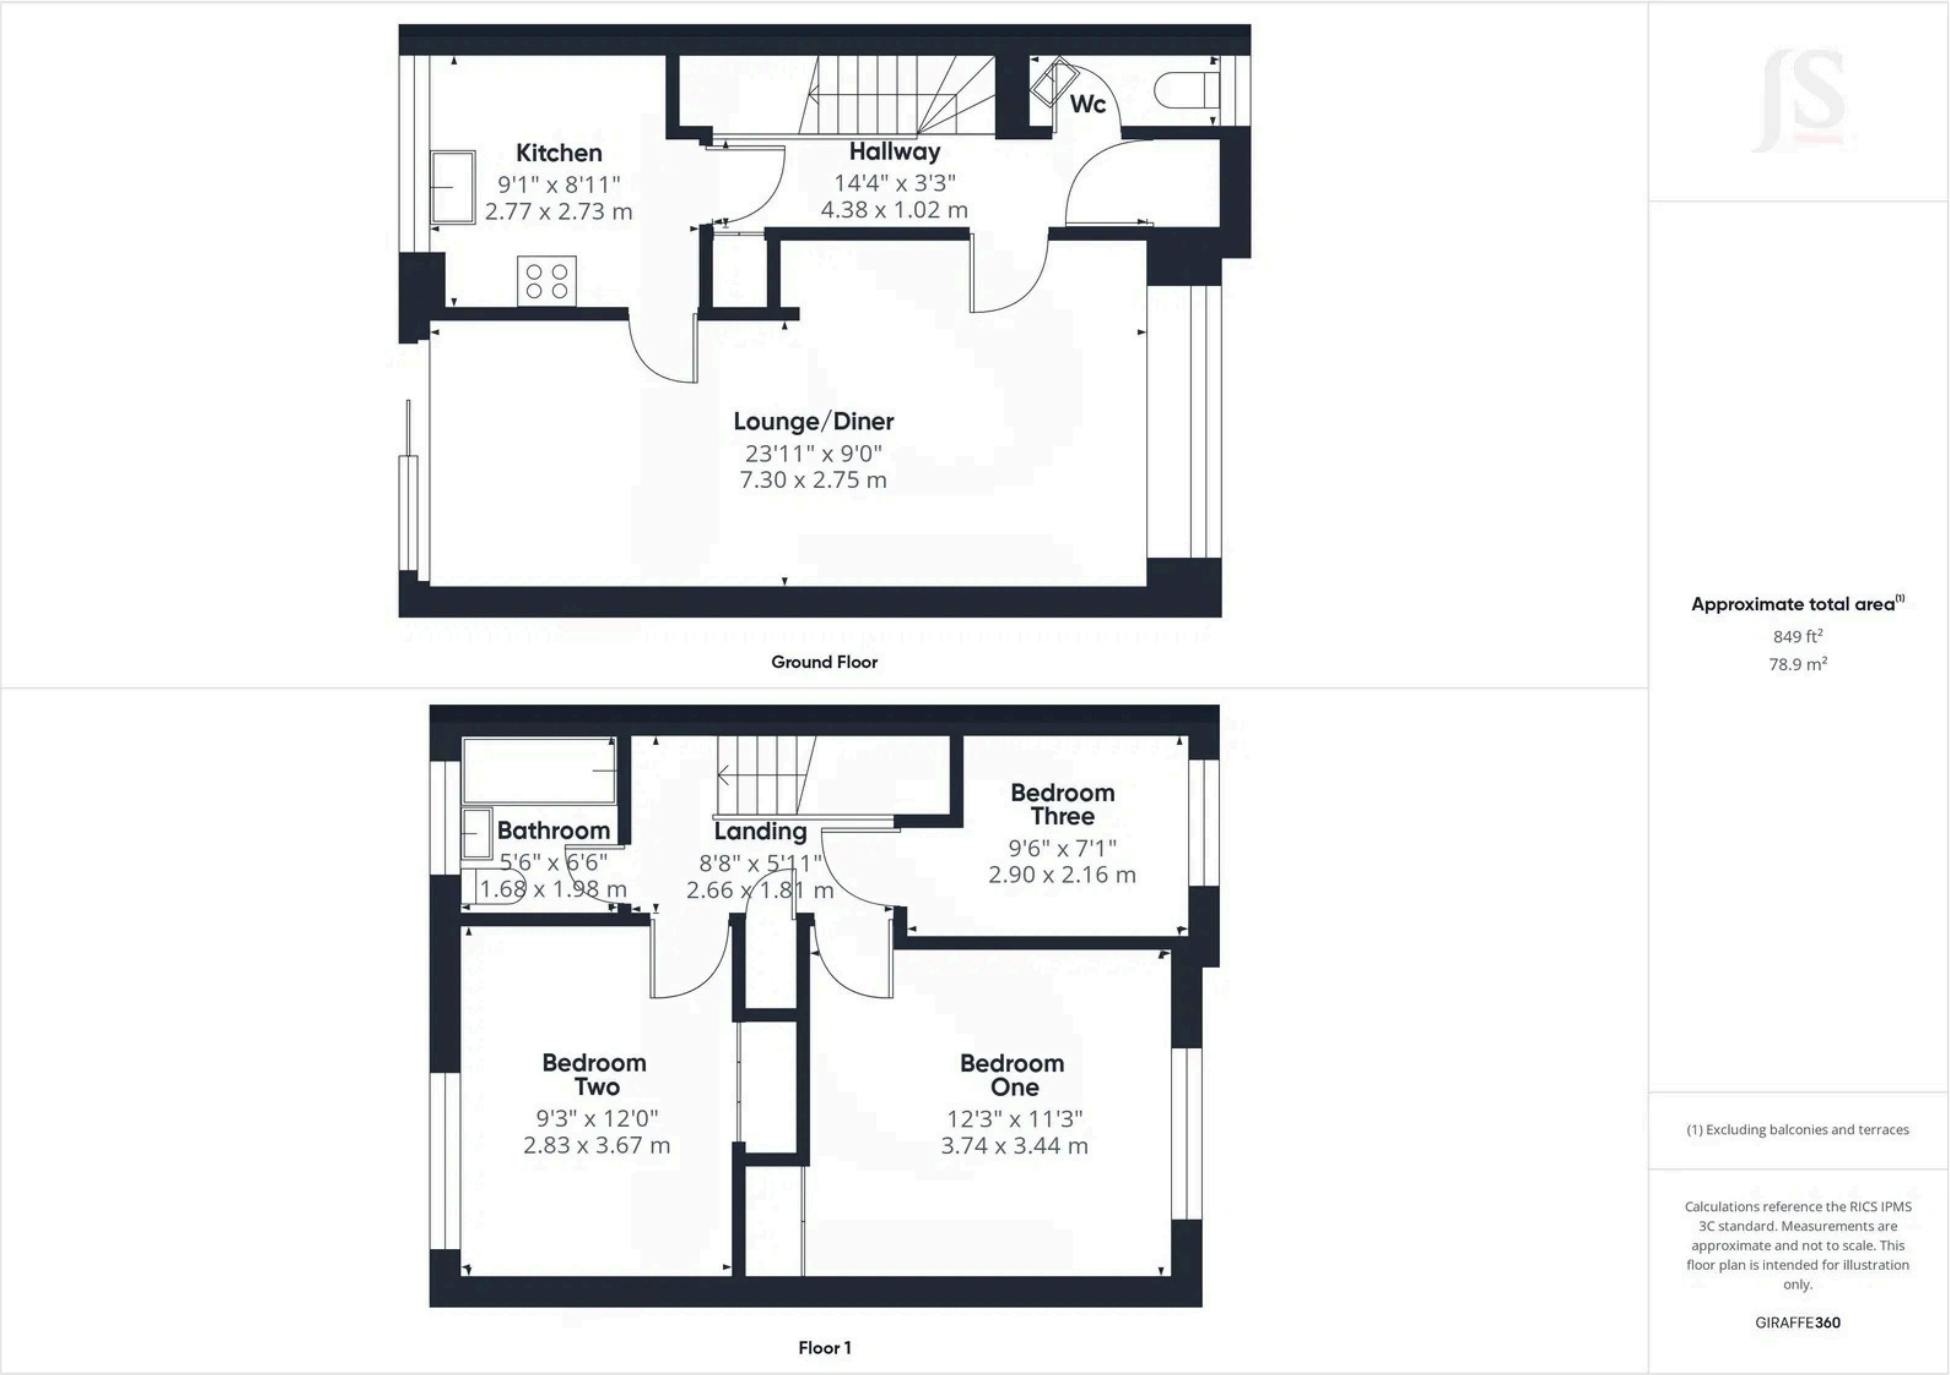 Kitchen
9'1" x 8'11"
2.77 x 2.73 m
Hallway
14'4" x 3'3"
4.38 x 1.02 m
Wc
Lounge/Diner
23'11" x 9'0"
7.30 x 2.75 m
Ground Floor
Bathroom
5'6" x 6'6"
1.68 x 1.98 m
Landing
8'8" x 5'11"
2.66 x 1.81 m
Bedroom
Three
9'6" x 7'1"
2.90 x 2.16 m
Bedroom
Two
9'3" x 12'0"
2.83 x 3.67 m
Bedroom
One
12'3" x 11'3"
3.74 x 3.44 m
Floor 1
JS
Approximate total area(1)
849 ft²
78.9 m²
(1) Excluding balconies and terraces
Calculations reference the RICS IPMS
3C standard. Measurements are
approximate and not to scale. This
floor plan is intended for illustration
only.
GIRAFFE360